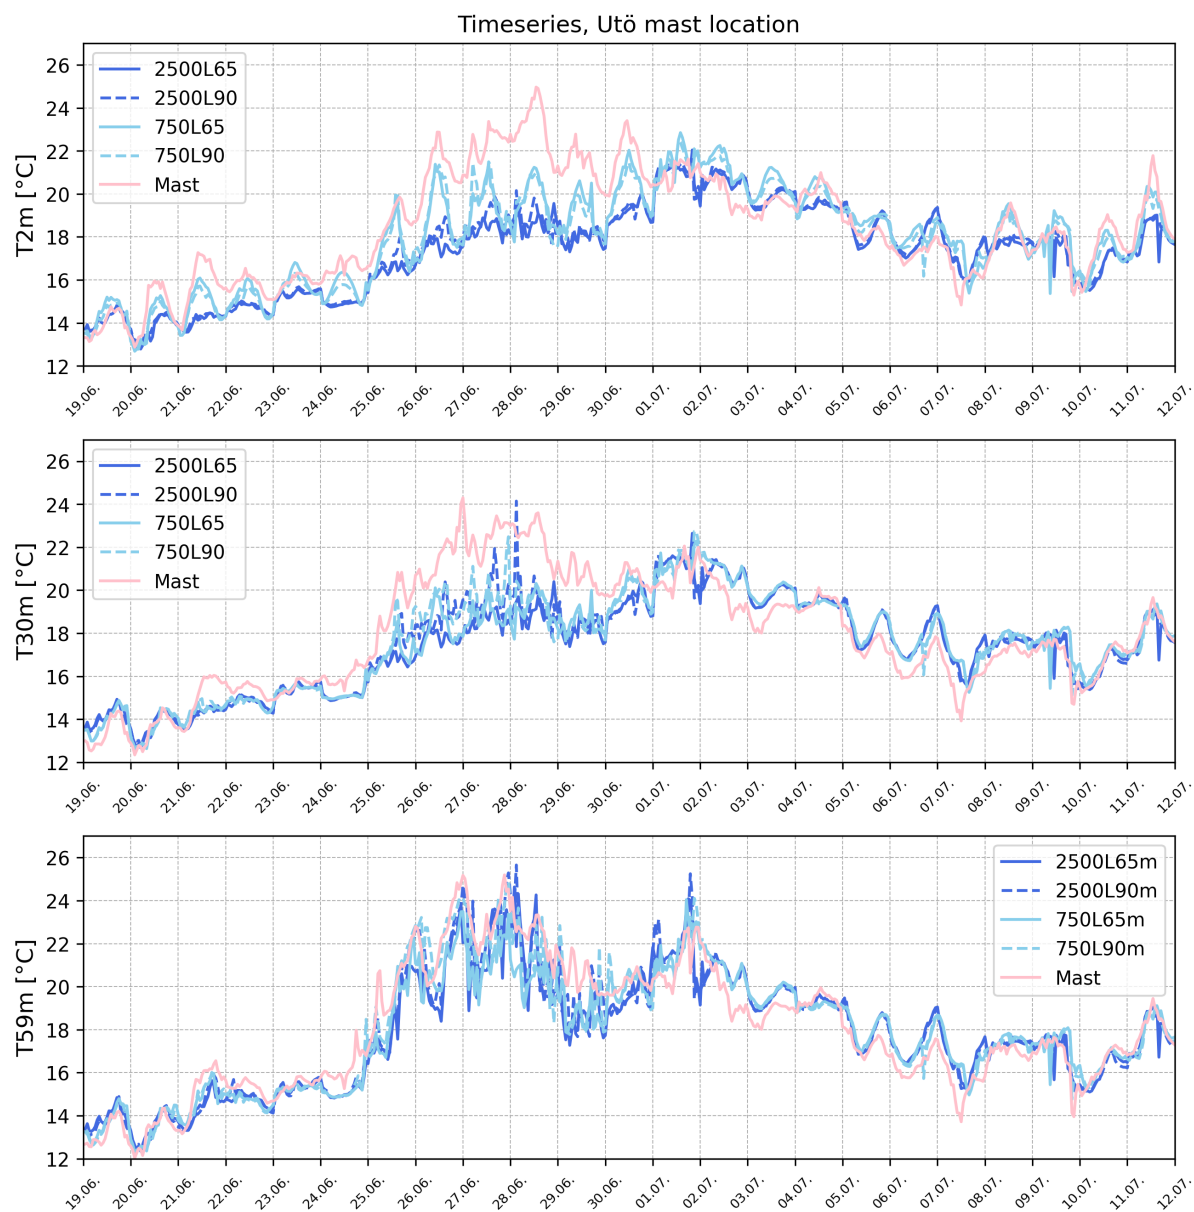 Timeseries, Utö mast location
T2m [°C]
26
24
22
20
18
16
14
12
2500L65
2500L90
750L65
750L90
Mast
19.06. 20.06. 21.06. 22.06. 23.06. 24.06. 25.06. 26.06. 27.06. 28.06. 29.06. 30.06. 01.07. 02.07. 03.07. 04.07. 05.07. 06.07. 07.07. 08.07. 09.07. 10.07. 11.07. 12.07.
T30m [°C]
26
24
22
20
18
16
14
12
2500L65
2500L90
750L65
750L90
Mast
19.06. 20.06. 21.06. 22.06. 23.06. 24.06. 25.06. 26.06. 27.06. 28.06. 29.06. 30.06. 01.07. 02.07. 03.07. 04.07. 05.07. 06.07. 07.07. 08.07. 09.07. 10.07. 11.07. 12.07.
T59m [°C]
26
24
22
20
18
16
14
12
2500L65m
2500L90m
750L65m
750L90m
Mast
19.06. 20.06. 21.06. 22.06. 23.06. 24.06. 25.06. 26.06. 27.06. 28.06. 29.06. 30.06. 01.07. 02.07. 03.07. 04.07. 05.07. 06.07. 07.07. 08.07. 09.07. 10.07. 11.07. 12.07.